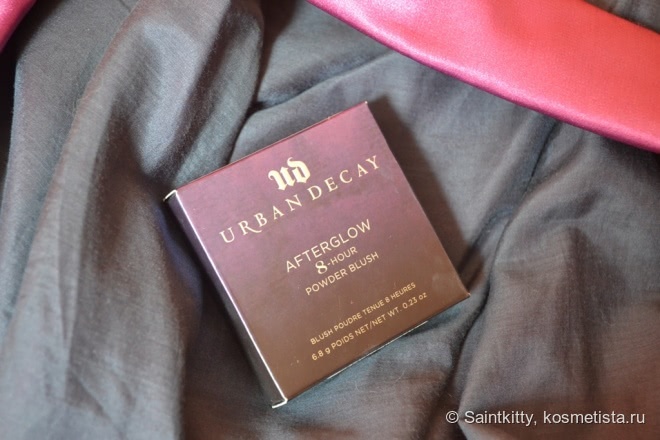 ud
URBAN DECAY
AFTERGLOW
8-HOUR
POWDER BLUSH
BLUSH POUDRE TENUE 8 HEURES
6.8 g POIDS NET/NET WT. 0.23 oz
© Saintkitty, kosmetista.ru